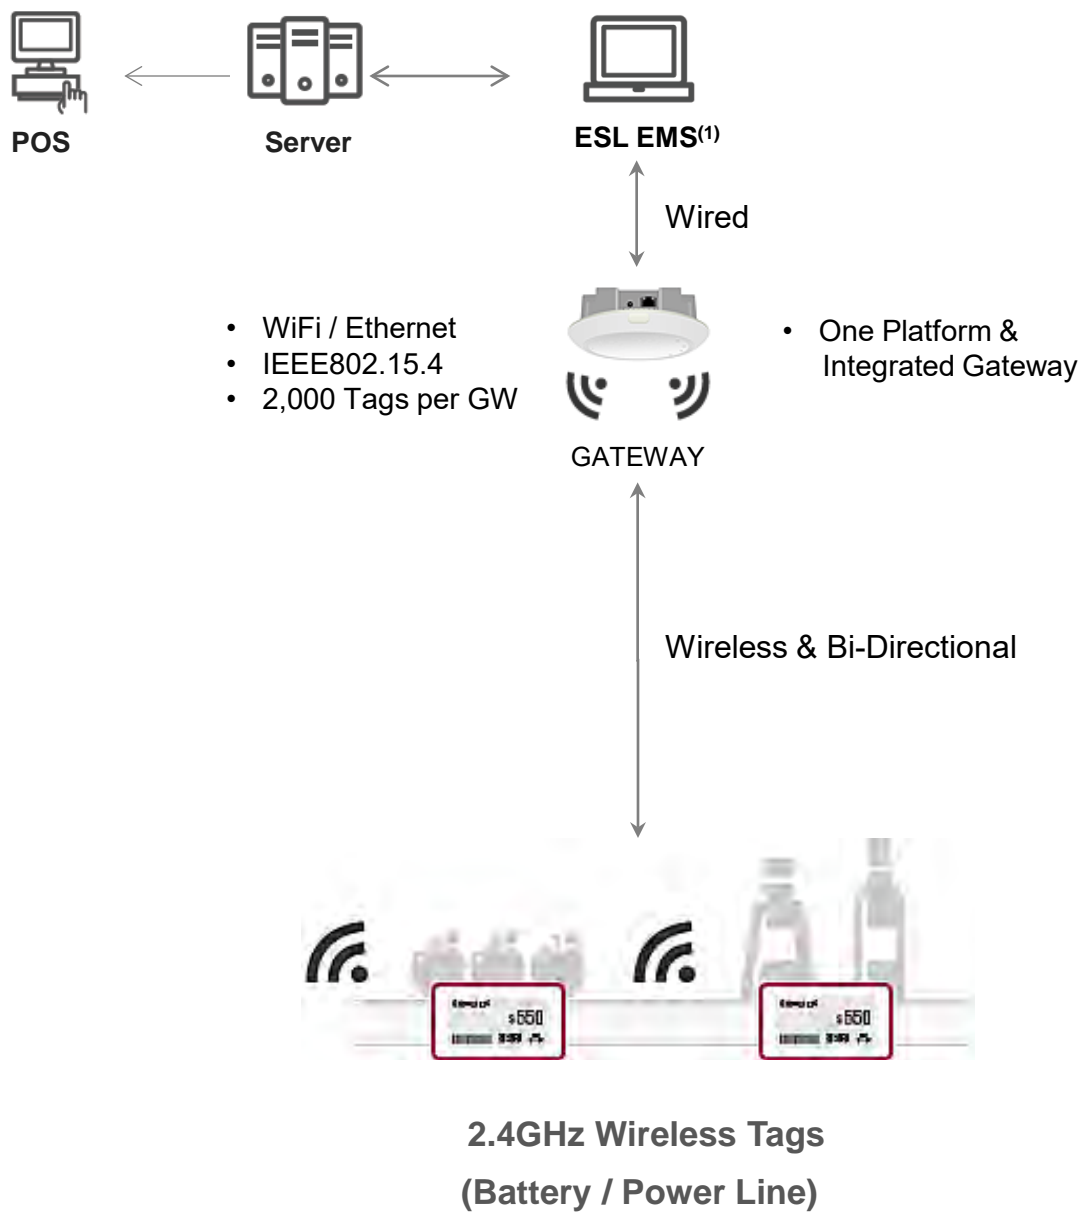 POS
Server
ESL EMS(1)
Wired
• WiFi / Ethernet
• IEEE802.15.4
• 2,000 Tags per GW
• One Platform &
Integrated Gateway
GATEWAY
Wireless & Bi-Directional
$550
$550
2.4GHz Wireless Tags
(Battery / Power Line)